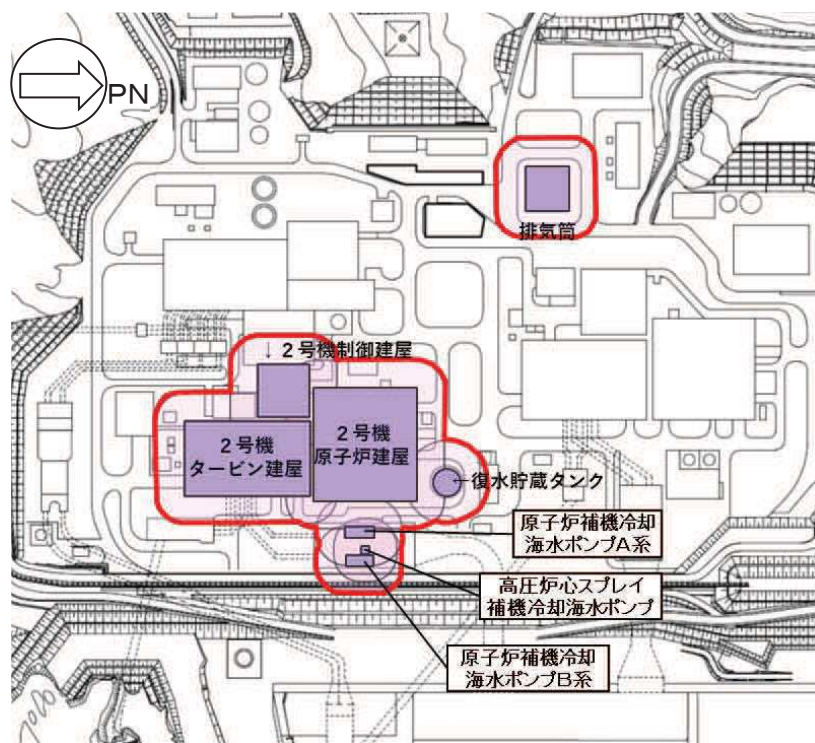 PN
排気筒
↓ 2号機制御建屋
2号機
原子炉建屋
2号機
タービン建屋
←復水貯蔵タンク
原子炉補機冷却
海水ポンプA系
高圧炉心スプレイ
補機冷却海水ポンプ
原子炉補機冷却
海水ポンプB系